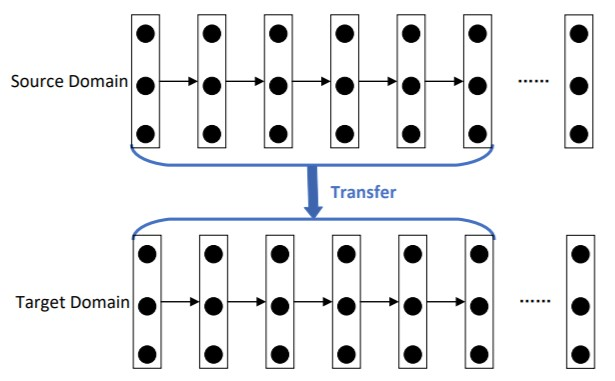 Source Domain
......
Transfer
Target Domain
......